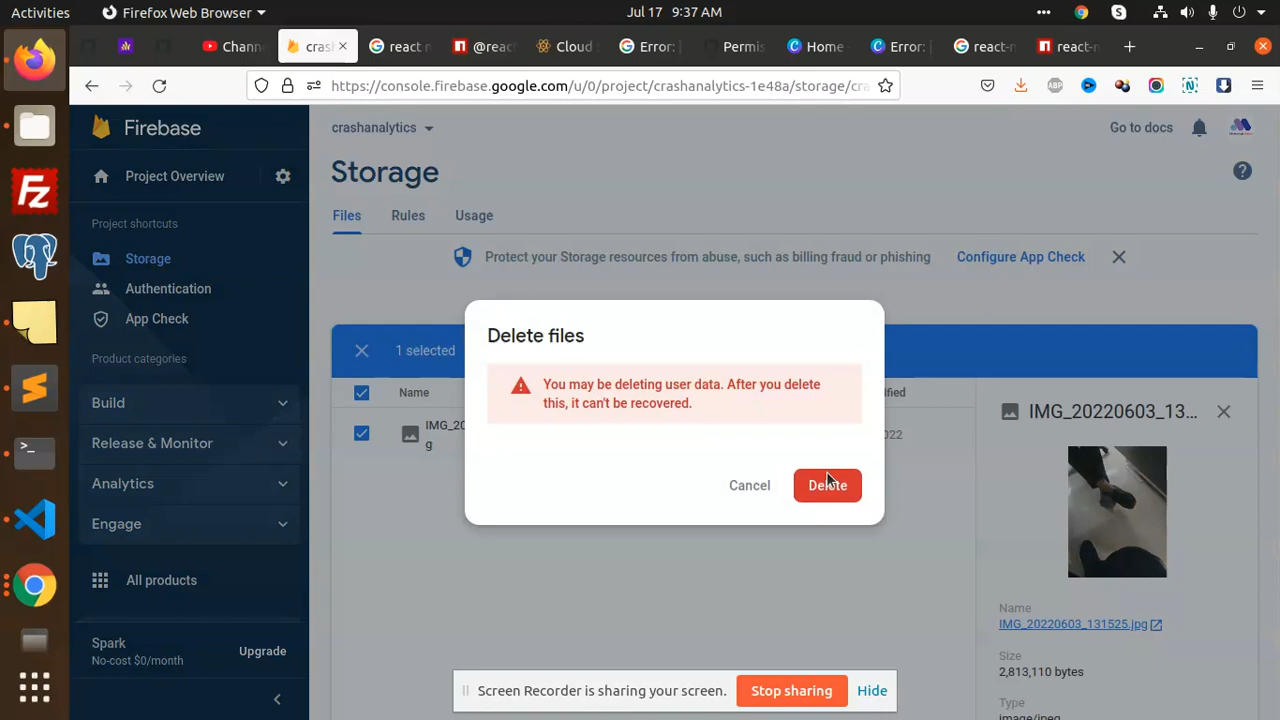 Activities
Firefox Web Browser
Jul 17 9:37 AM
Chann
cras
react n
@reac
Cloud
Error:
Permis
Home
Error:
react-n
react-n
https://console.firebase.google.com/u/0/project/crashanalytics-1e48a/storage/cra
ABP
Firebase
Project Overview
Project shortcuts
Storage
Authentication
App Check
Product categories
Build
Release & Monitor
Analytics
Engage
All products
Spark
No-cost $0/month
Upgrade
crashanalytics
Go to docs
Storage
Files
Rules
Usage
Protect your Storage resources from abuse, such as billing fraud or phishing
Configure App Check
1 selected
Name
ified
IMG_20
g
022
Delete files
You may be deleting user data. After you delete
this, it can't be recovered.
Cancel
Delete
IMG_20220603_13...
Name
IMG_20220603_131525.jpg
Size
2,813,110 bytes
Type
image/jpeg
Screen Recorder is sharing your screen.
Stop sharing
Hide